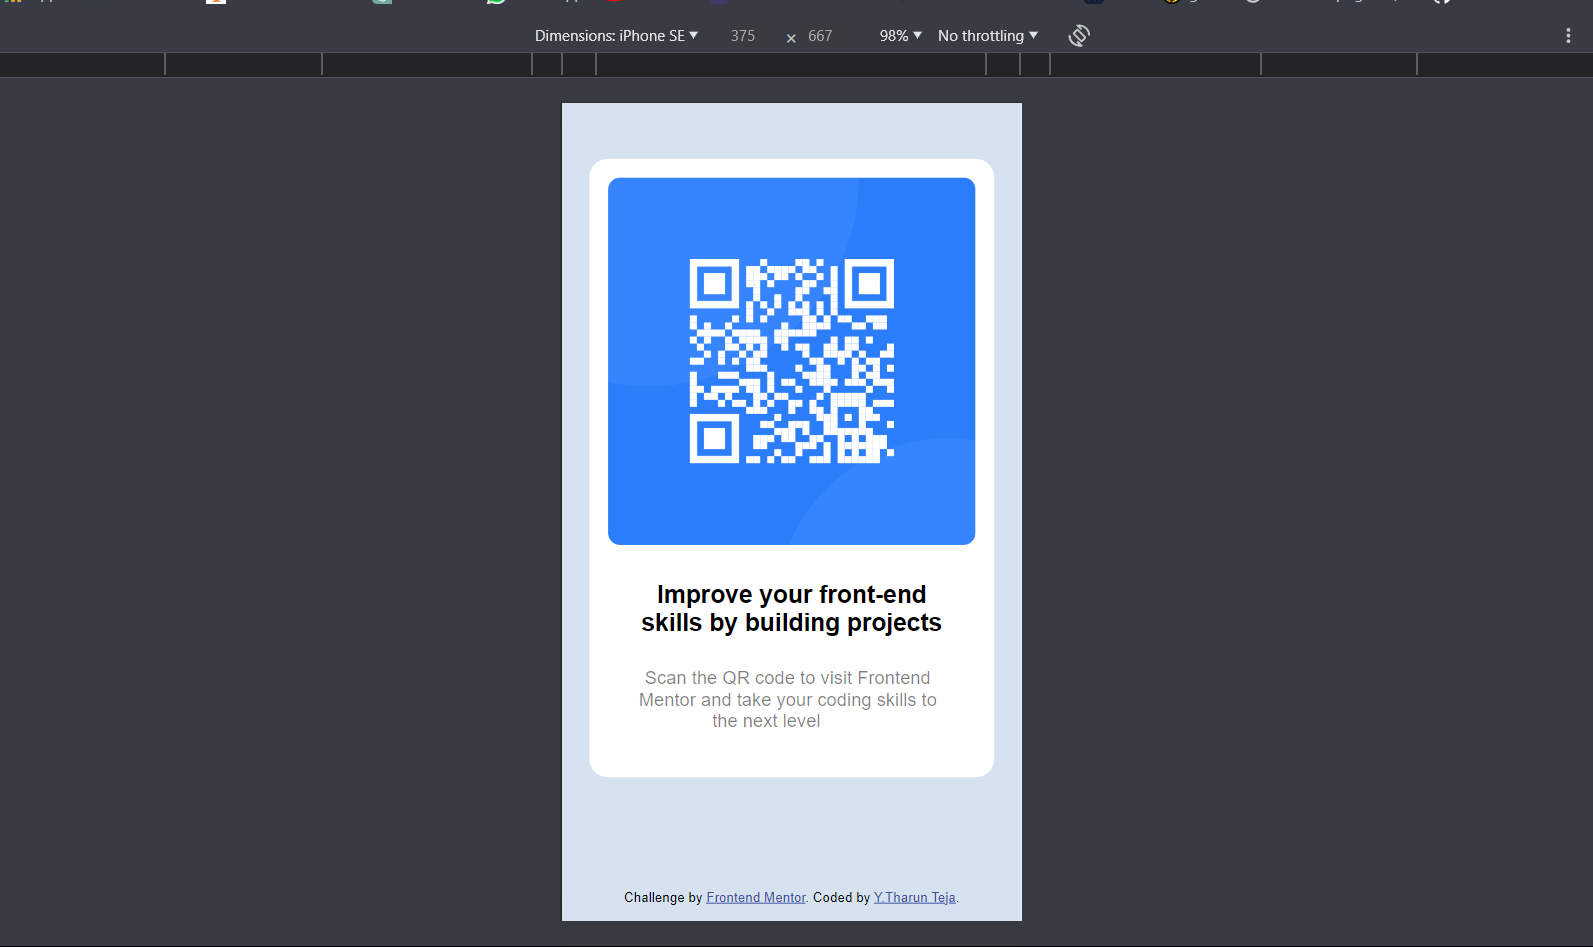 Dimensions: iPhone SE 375 × 667 98% No throttling
Improve your front-end
skills by building projects
Scan the QR code to visit Frontend
Mentor and take your coding skills to
the next level
Challenge by Frontend Mentor. Coded by Y.Tharun Teja.